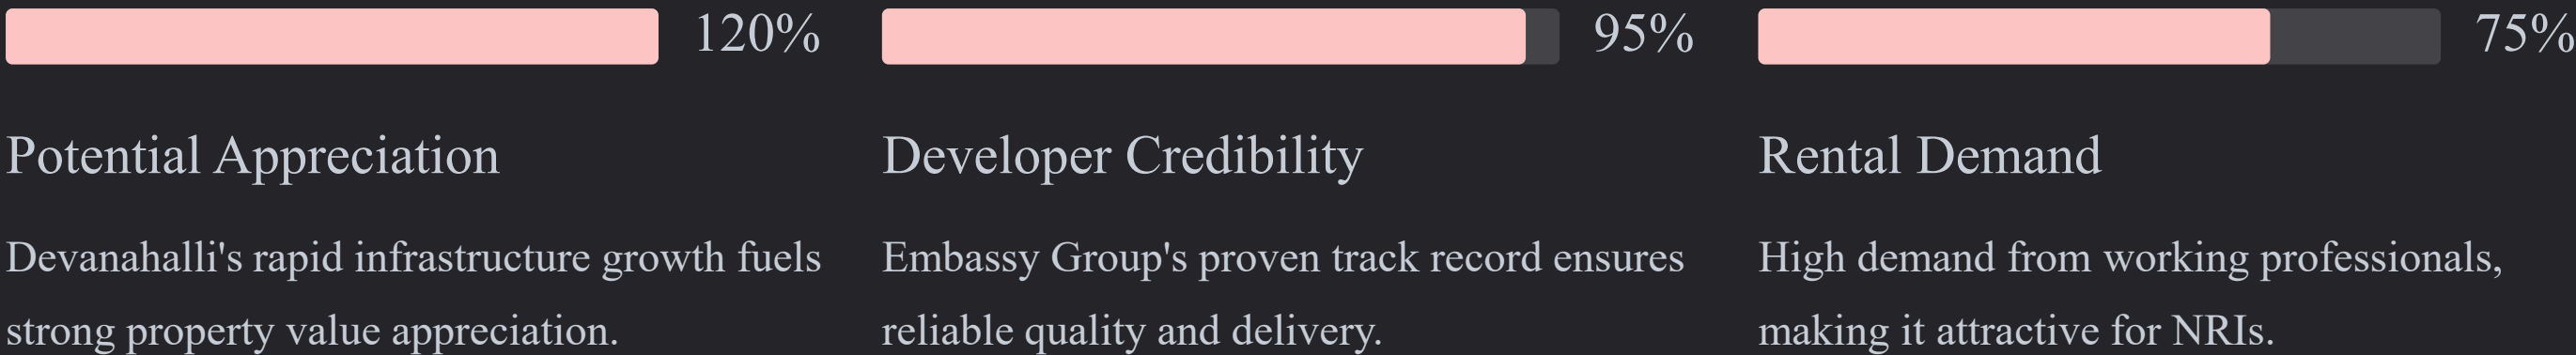 120%
Potential Appreciation
Devanahalli's rapid infrastructure growth fuels
strong property value appreciation.
95%
Developer Credibility
Embassy Group's proven track record ensures
reliable quality and delivery.
75%
Rental Demand
High demand from working professionals,
making it attractive for NRIs.